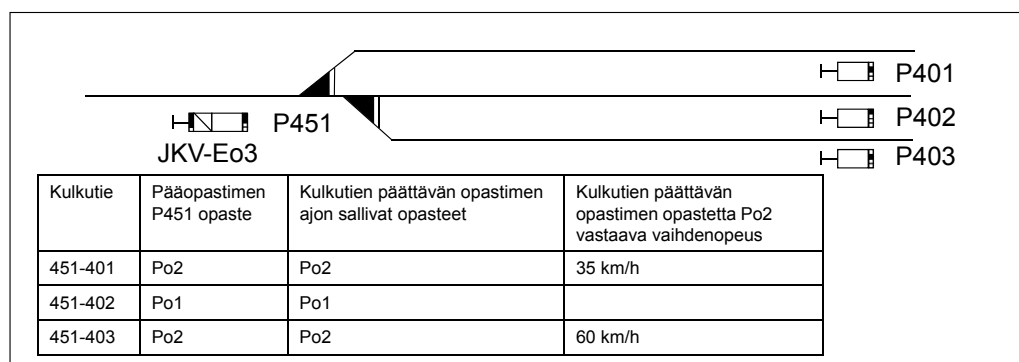 P401
P451
P402
JKV-Eo3
P403
Kulkutie
Pääopastimen
P451 opaste
Kulkutien päättävän opastimen
ajon sallivat opasteet
Kulkutien päättävän
opastimen opastetta Po2
vastaava vaihdenopeus
451-401 Po2 Po2 35 km/h
451-402 Po1 Po1
451-403 Po2 Po2 60 km/h